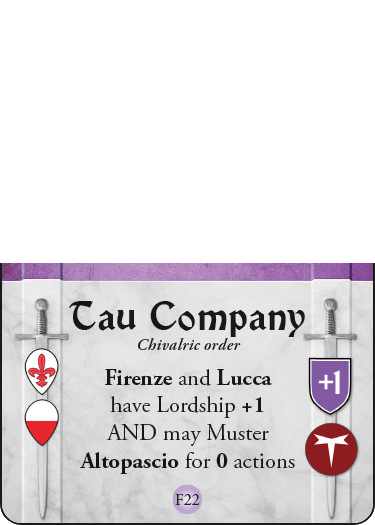 Tau Company
Chivalric order
Firenze and Lucca
have Lordship +1
AND may Muster
Altopascio for 0 actions
+1
F22